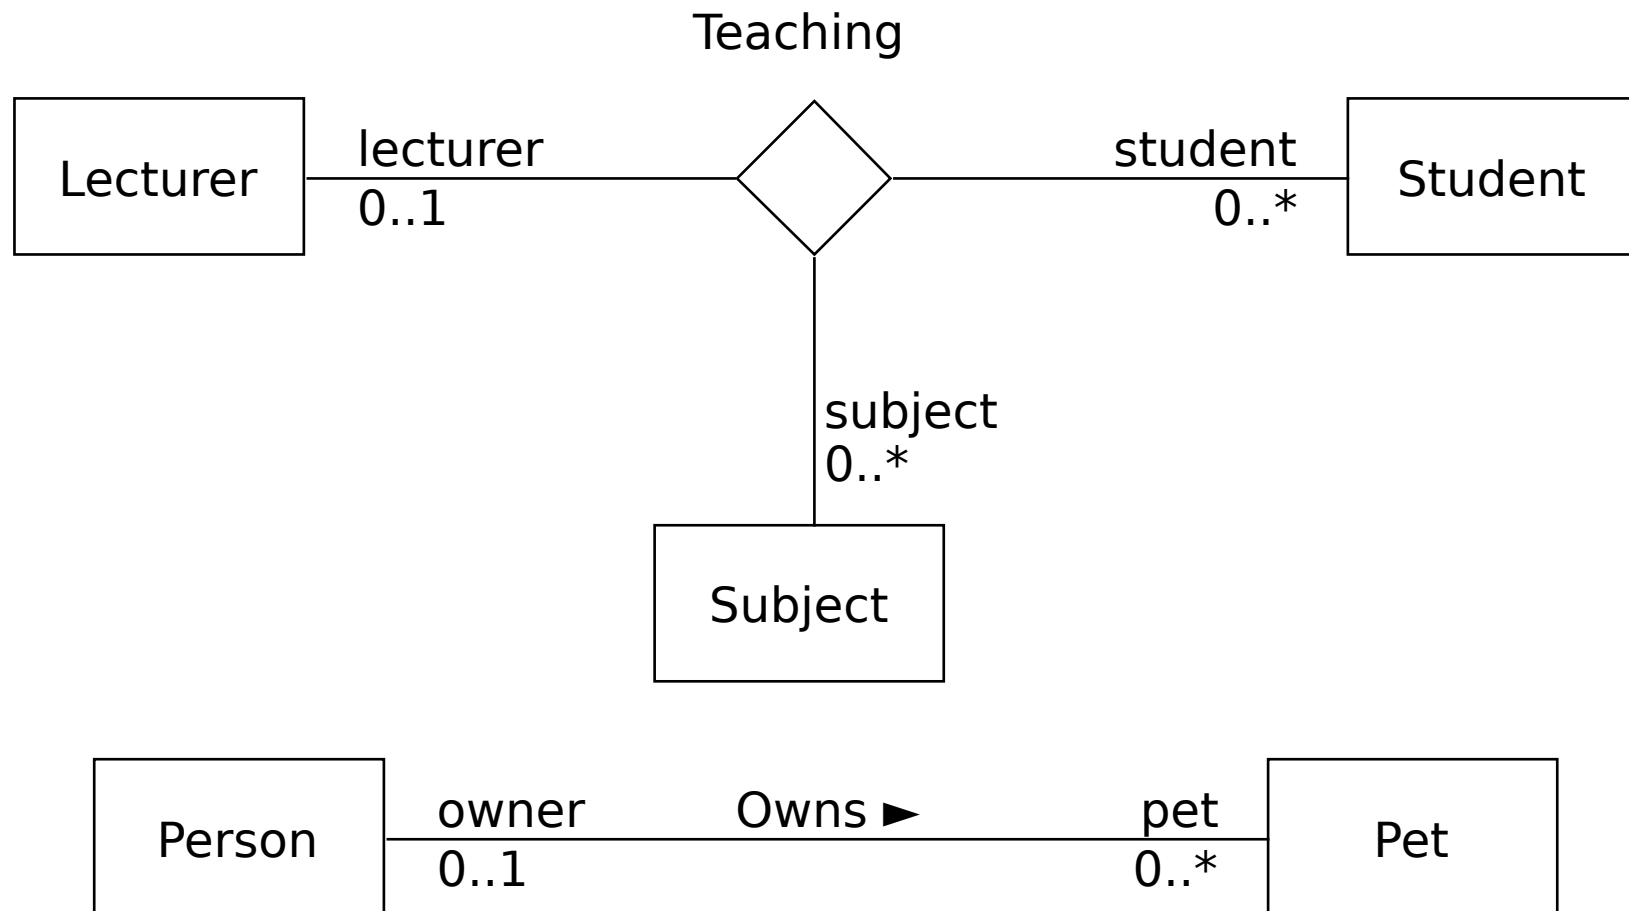 Teaching
Lecturer
lecturer
0..1
student
0..*
Student
subject
0..*
Subject
Person
owner
0..1
Owns ►
pet
0..*
Pet